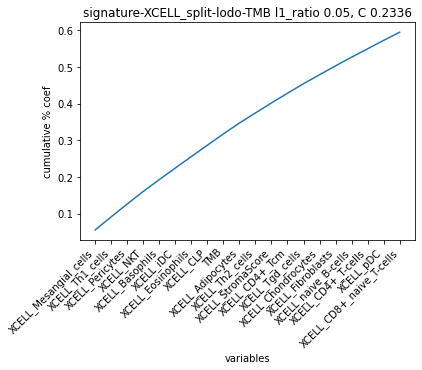 signature-XCELL_split-lodo-TMB l1_ratio 0.05, C 0.2336
0.6
0.5
0.4
0.3
0.2
0.1
cumulative % coef
XCELL_Mesangial_cells
XCELL_Th1_cells
XCELL_Pericytes
XCELL_NKT
XCELL_Basophils
XCELL_iDC
XCELL_Eosinophils
XCELL_CLP
TMB
XCELL_Adipocytes
XCELL_Th2_cells
XCELL_StromaScore
XCELL_CD4+_Tcm
XCELL_Tgd_cells
XCELL_Chondrocytes
XCELL_Fibroblasts
XCELL_naive_B-cells
XCELL_CD4+_T-cells
XCELL_pDC
XCELL_CD8+_naive_T-cells
variables